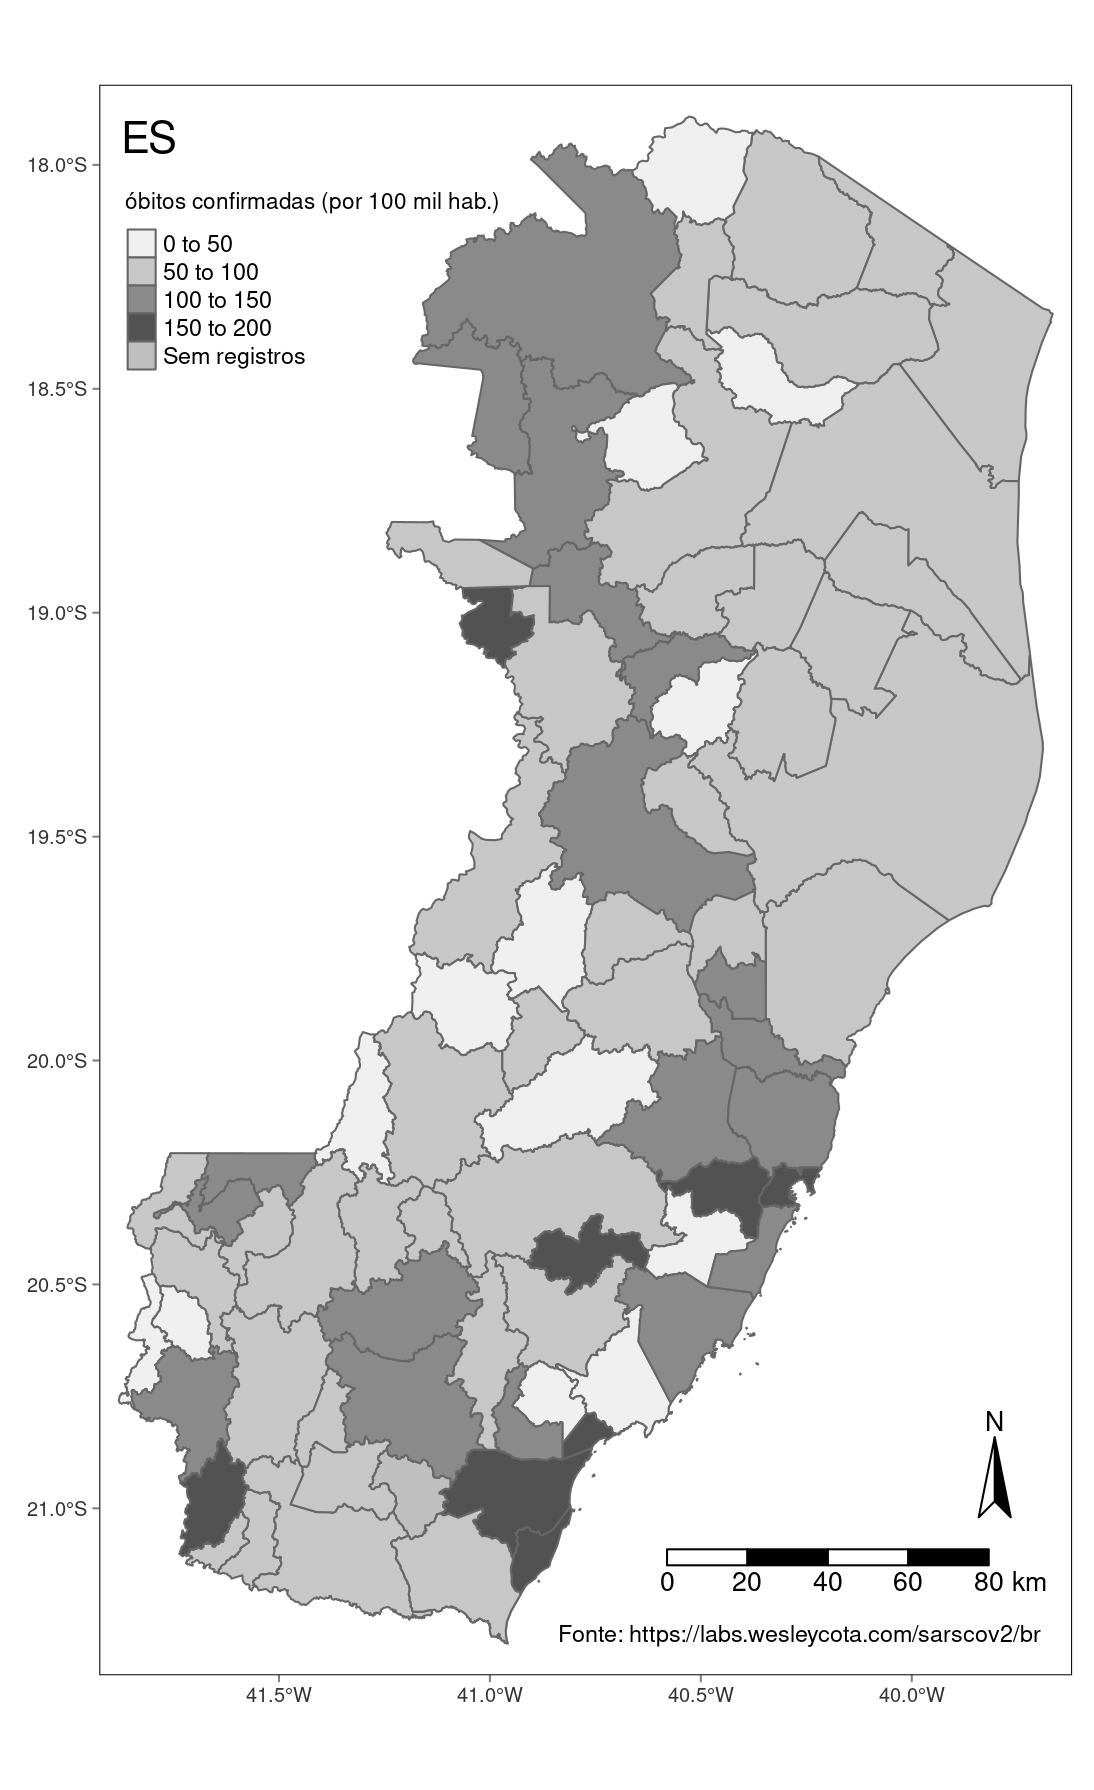 ES
óbitos confirmadas (por 100 mil hab.)
0 to 50
50 to 100
100 to 150
150 to 200
Sem registros
18.0°S
18.5°S
19.0°S
19.5°S
20.0°S
20.5°S
21.0°S
N
0 20 40 60 80 km
Fonte: https://labs.wesleycota.com/sarscov2/br
41.5°W 41.0°W 40.5°W 40.0°W